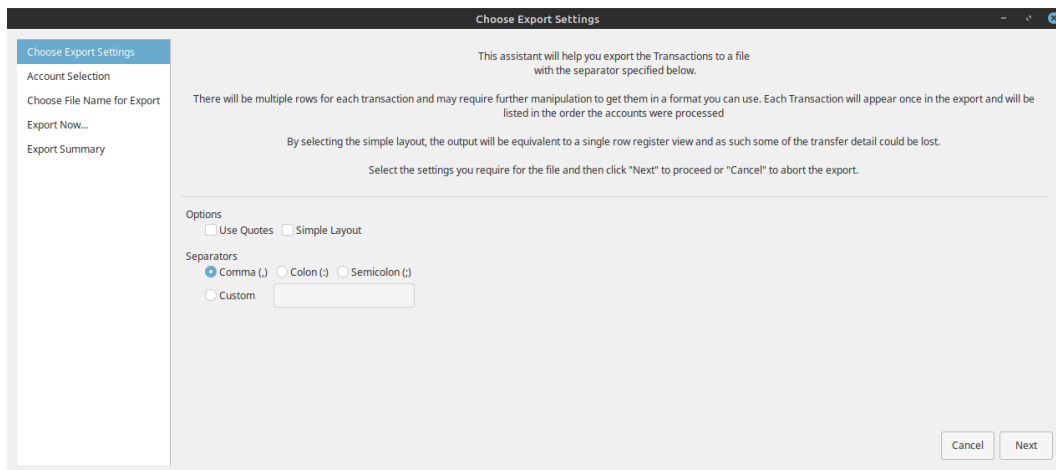 Choose Export Settings
Choose Export Settings
Account Selection
Choose File Name for Export
Export Now...
Export Summary
This assistant will help you export the Transactions to a file
with the separator specified below.
There will be multiple rows for each transaction and may require further manipulation to get them in a format you can use. Each Transaction will appear once in the export and will be
listed in the order the accounts were processed
By selecting the simple layout, the output will be equivalent to a single row register view and as such some of the transfer detail could be lost.
Select the settings you require for the file and then click "Next" to proceed or "Cancel" to abort the export.
Options
Use Quotes Simple Layout
Separators
Comma (,) Colon (:) Semicolon (;)
Custom
Cancel Next